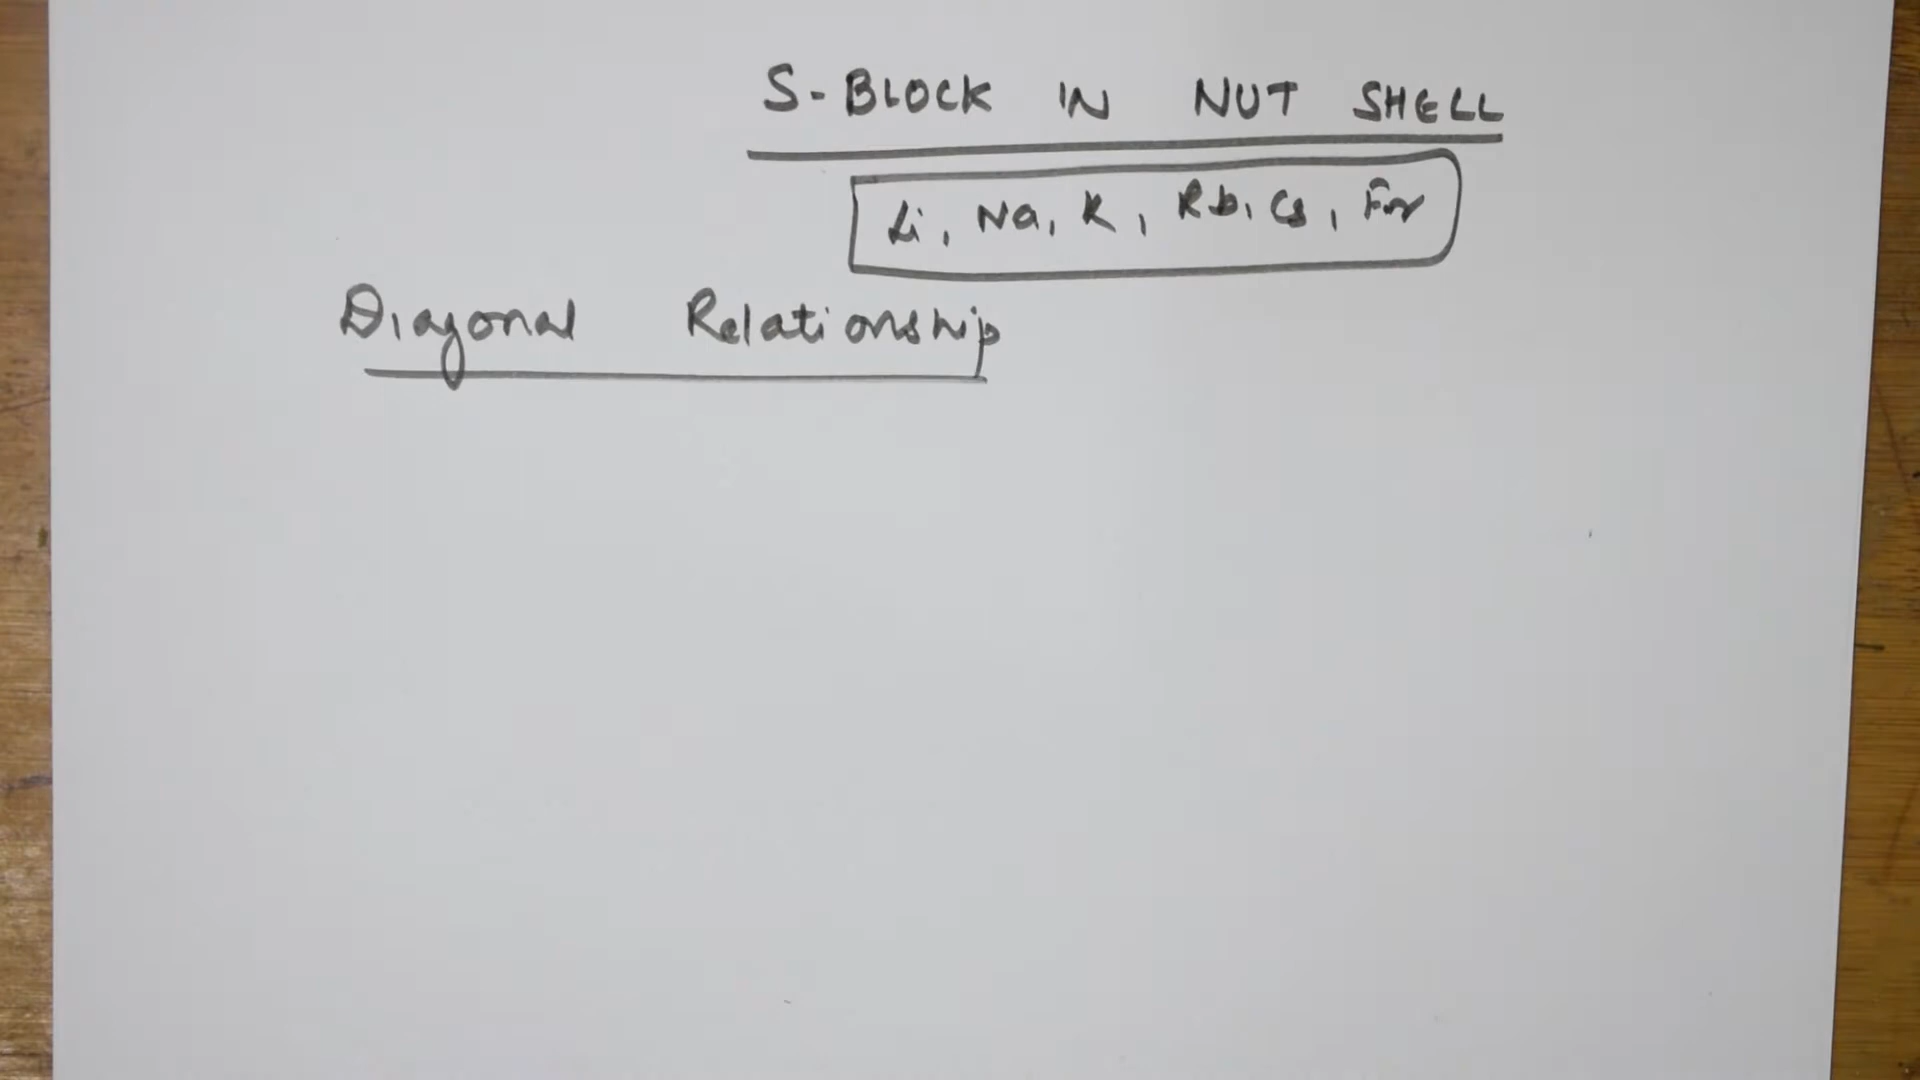 S-BLOCK IN NUT SHELL
Li, Na, K, Rb, Cs, Fr
Diagonal Relationship